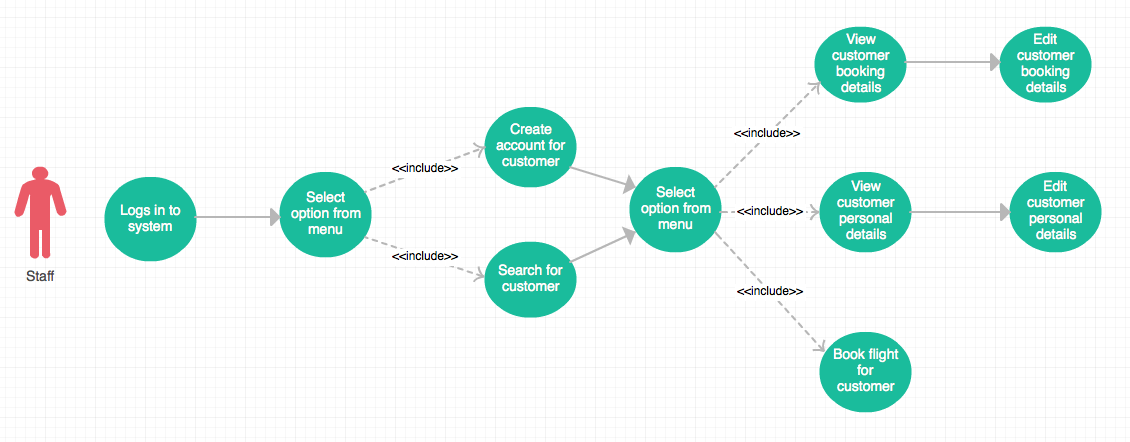 Staff
Logs in to
system
Select
option from
menu
<<include>>
<<include>>
Create
account for
customer
Search for
customer
Select
option from
menu
<<include>>
<<include>>
<<include>>
View
customer
booking
details
Edit
customer
booking
details
View
customer
personal
details
Edit
customer
personal
details
Book flight
for
customer